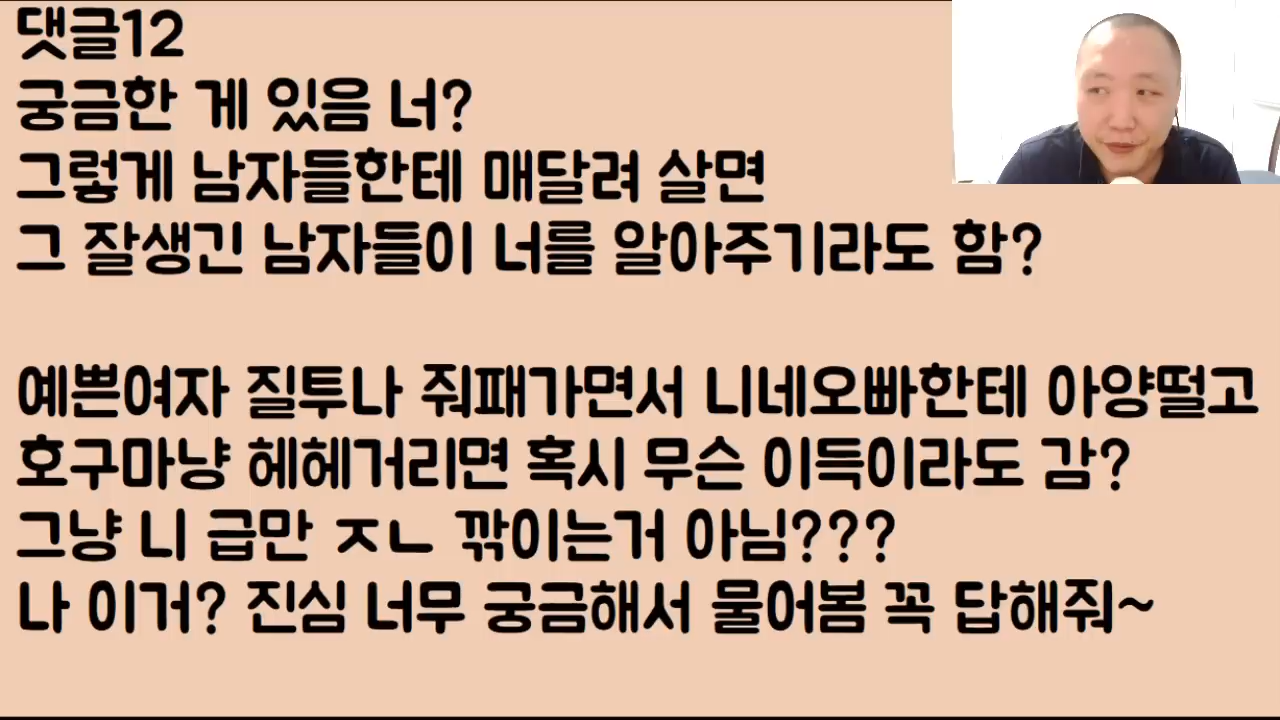 댓글12
궁금한 게 있음 너?
그렇게 남자들한테 매달려 살면
그 잘생긴 남자들이 너를 알아주기라도 함?
예쁜여자 질투나 줘패가면서 니네오빠한테 아양떨고
호구마냥 헤헤거리면 혹시 무슨 이득이라도 감?
그냥 니 급만 ㅈㄴ 깎이는거 아님???
나 이거? 진심 너무 궁금해서 물어봄 꼭 답해줘~